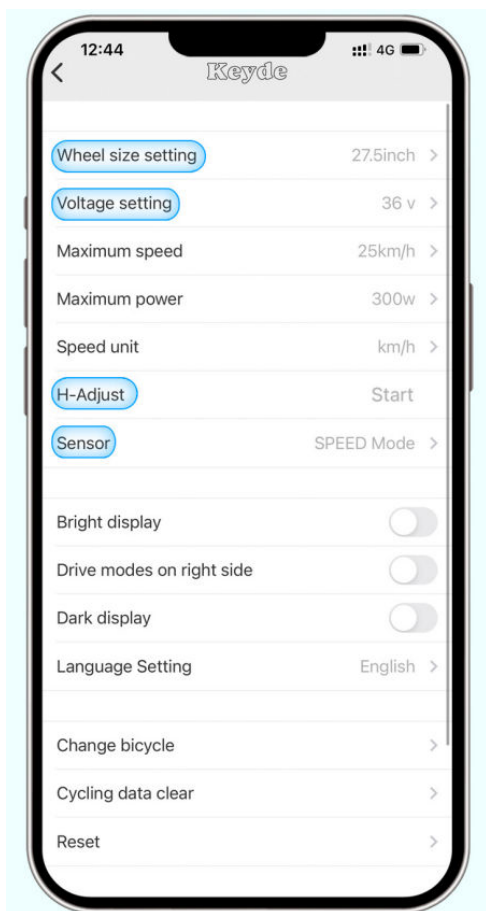 12:44
4G
Keyde
Wheel size setting 27.5inch
Voltage setting 36 v
Maximum speed 25km/h
Maximum power 300w
Speed unit km/h
H-Adjust Start
Sensor SPEED Mode
Bright display
Drive modes on right side
Dark display
Language Setting English
Change bicycle
Cycling data clear
Reset